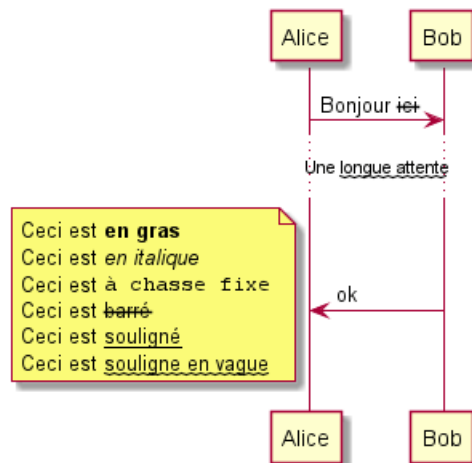 Alice Bob
Bonjour ici
Une longue attente
Ceci est en gras
Ceci est en italique
Ceci est à chasse fixe
Ceci est barré
Ceci est souligné
Ceci est souligne en vague
ok
Alice Bob